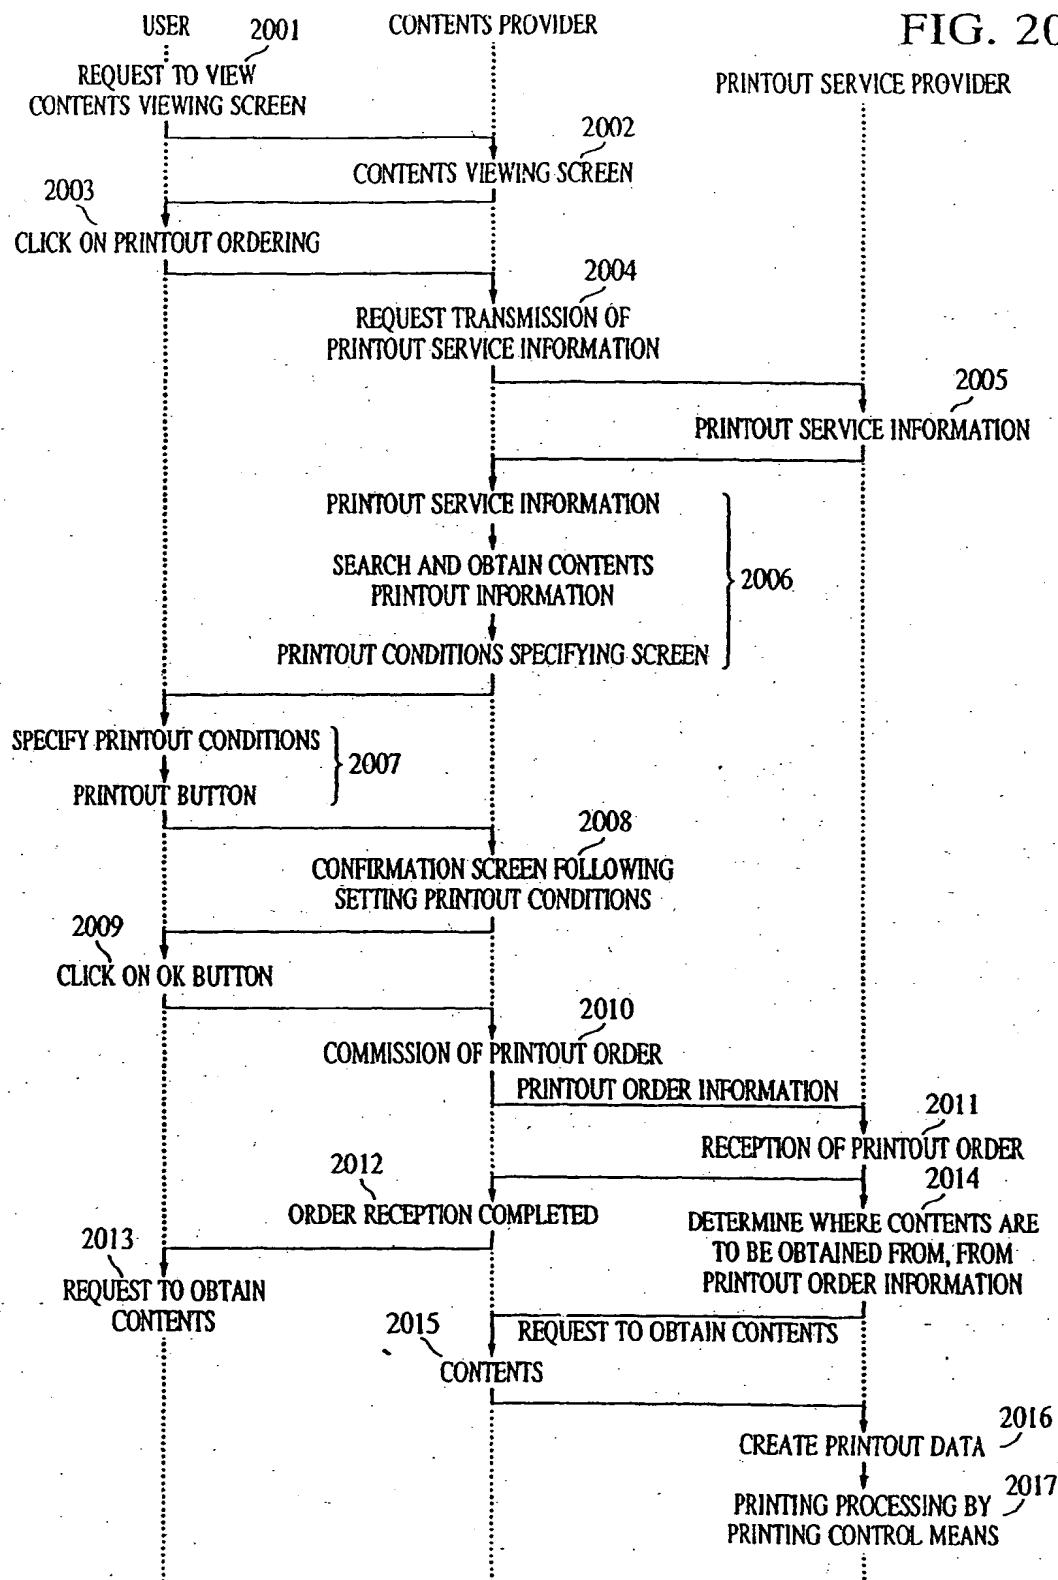 FIG. 20
USER
CONTENTS PROVIDER
PRINTOUT SERVICE PROVIDER
2001
REQUEST TO VIEW
CONTENTS VIEWING SCREEN
2002
CONTENTS VIEWING SCREEN
2003
CLICK ON PRINTOUT ORDERING
2004
REQUEST TRANSMISSION OF
PRINTOUT SERVICE INFORMATION
2005
PRINTOUT SERVICE INFORMATION
PRINTOUT SERVICE INFORMATION
SEARCH AND OBTAIN CONTENTS
PRINTOUT INFORMATION
2006
PRINTOUT CONDITIONS SPECIFYING SCREEN
SPECIFY PRINTOUT CONDITIONS
2007
PRINTOUT BUTTON
2008
CONFIRMATION SCREEN FOLLOWING
SETTING PRINTOUT CONDITIONS
2009
CLICK ON OK BUTTON
2010
COMMISSION OF PRINTOUT ORDER
PRINTOUT ORDER INFORMATION
2011
RECEPTION OF PRINTOUT ORDER
2012
ORDER RECEPTION COMPLETED
2014
DETERMINE WHERE CONTENTS ARE
TO BE OBTAINED FROM, FROM
PRINTOUT ORDER INFORMATION
2013
REQUEST TO OBTAIN
CONTENTS
REQUEST TO OBTAIN CONTENTS
2015
CONTENTS
2016
CREATE PRINTOUT DATA
2017
PRINTING PROCESSING BY
PRINTING CONTROL MEANS